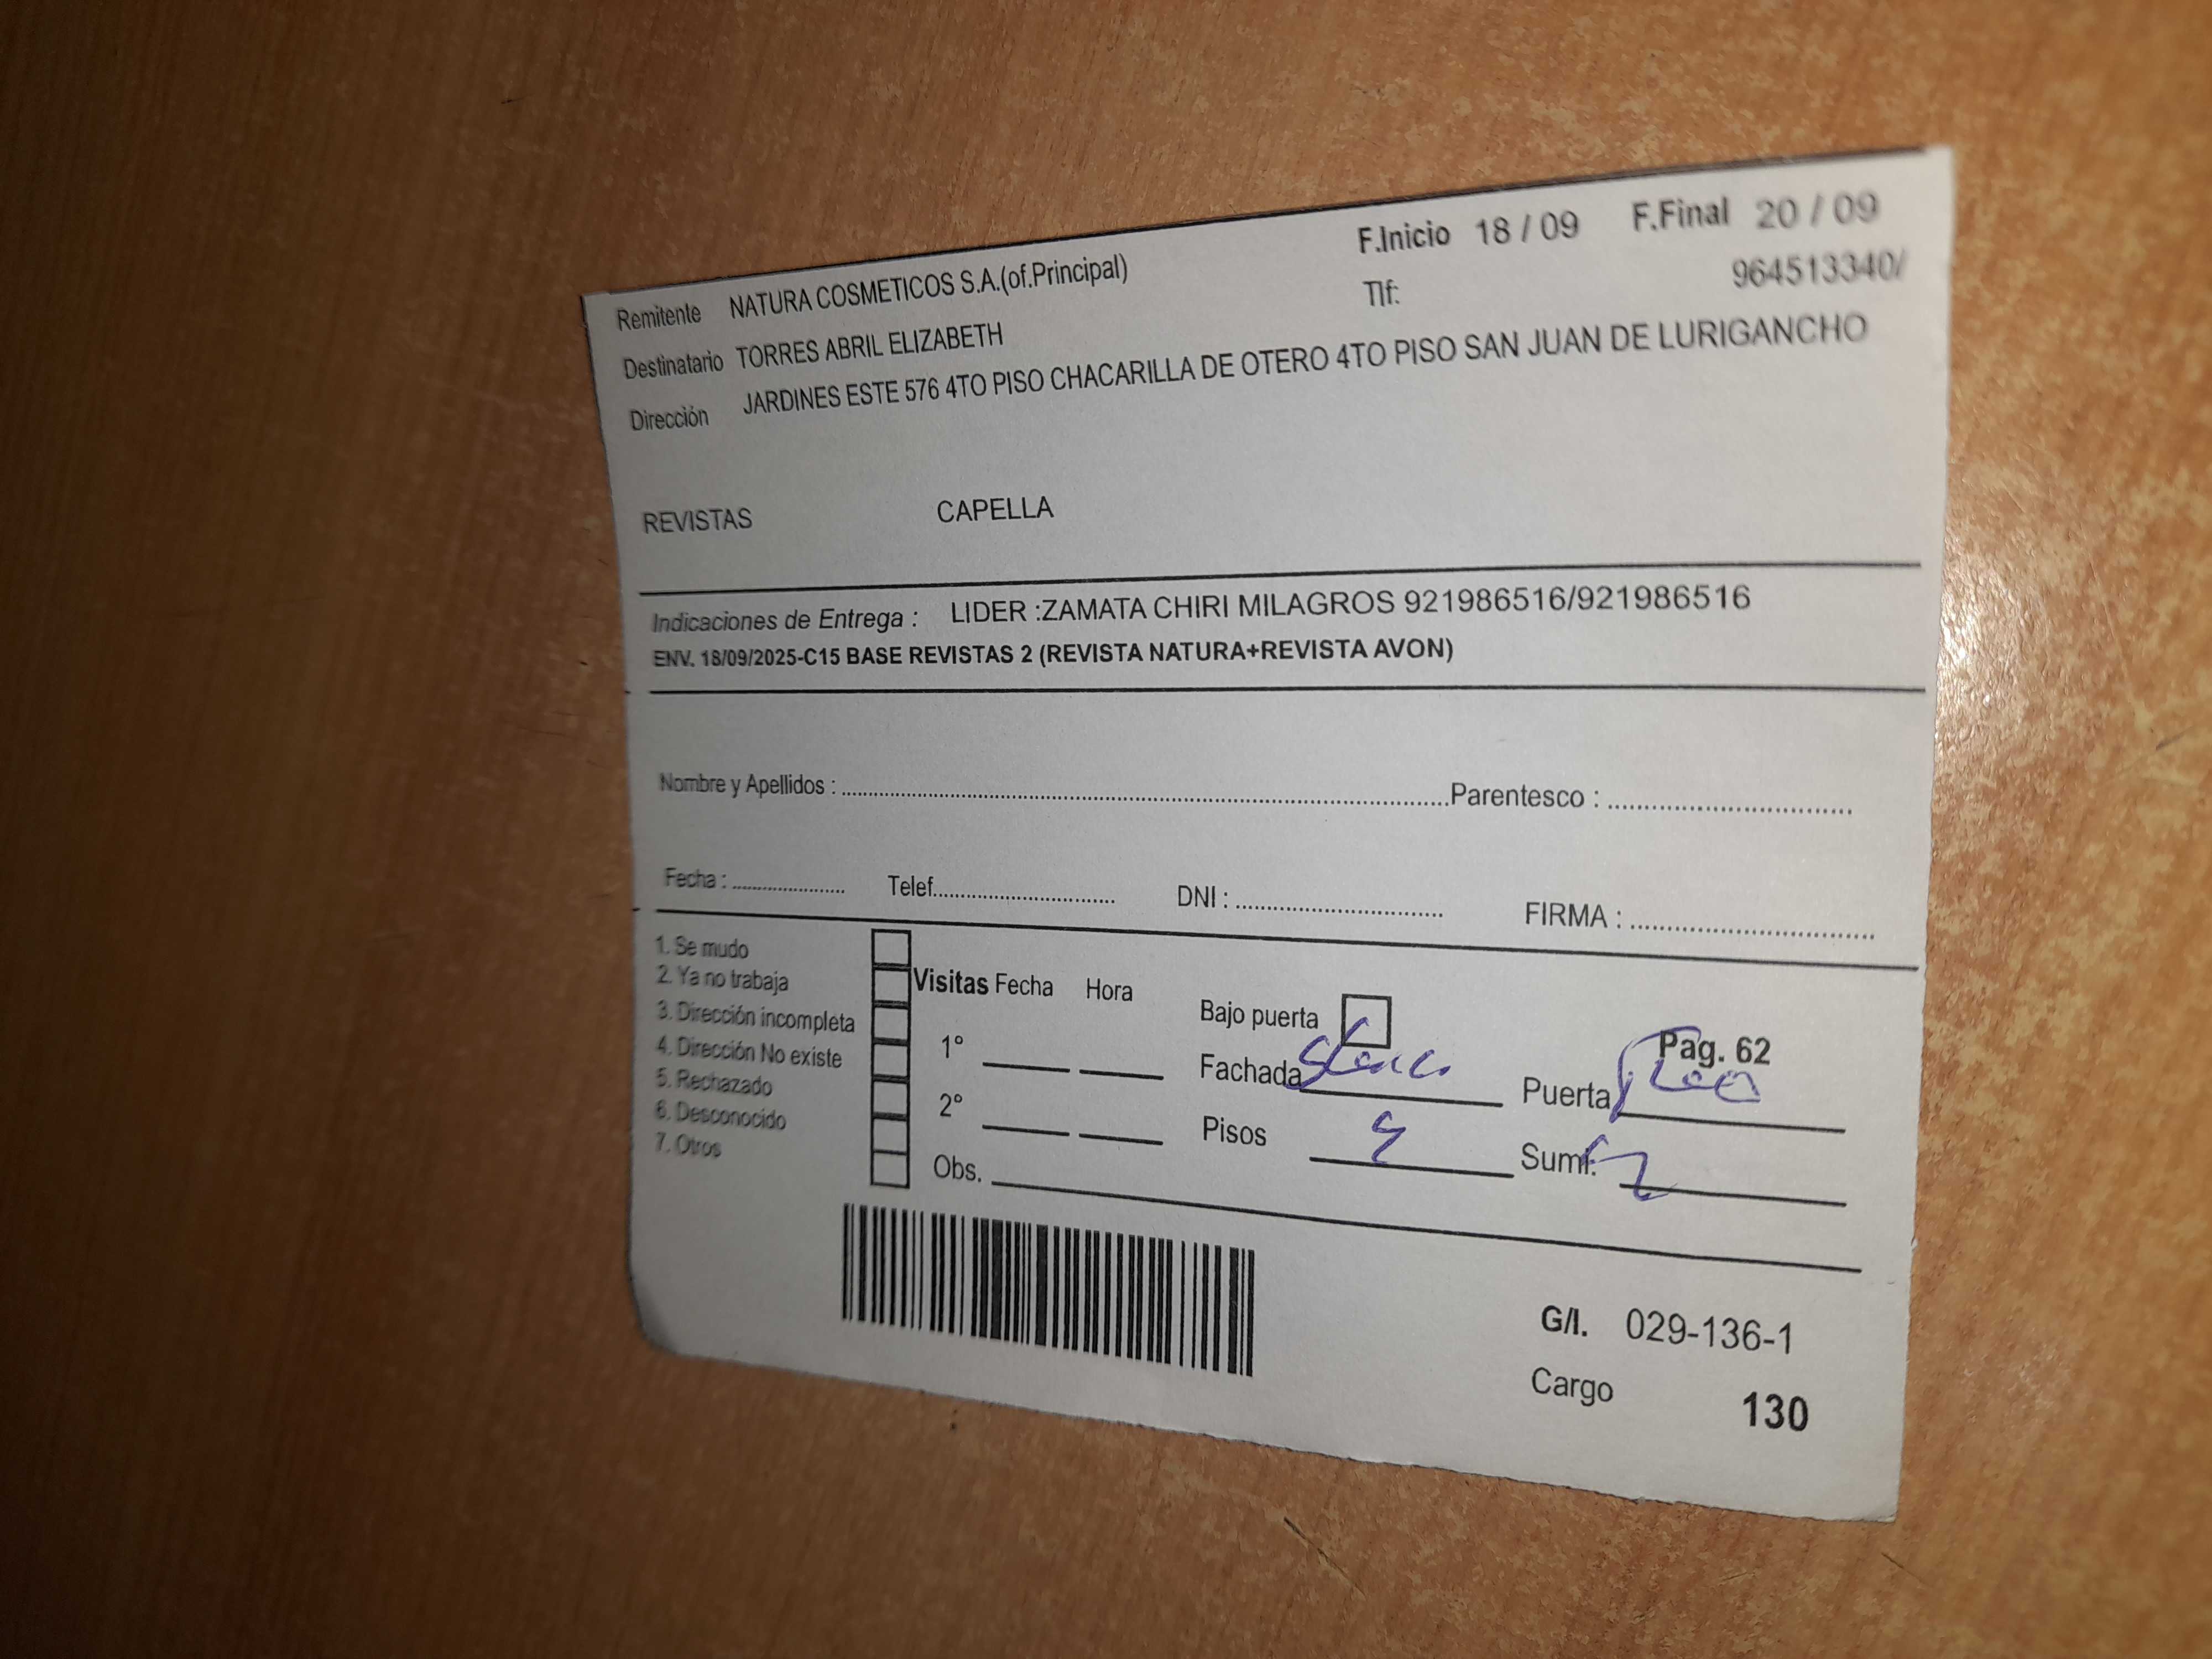 F.Inicio 18 / 09 F.Final 20 / 09
Remitente NATURA COSMETICOS S.A.(of.Principal) Tlf: 964513340/
Destinatario TORRES ABRIL ELIZABETH
Dirección JARDINES ESTE 576 4TO PISO CHACARILLA DE OTERO 4TO PISO SAN JUAN DE LURIGANCHO
REVISTAS CAPELLA
Indicaciones de Entrega : LIDER :ZAMATA CHIRI MILAGROS 921986516/921986516
ENV. 18/09/2025-C15 BASE REVISTAS 2 (REVISTA NATURA+REVISTA AVON)
Nombre y Apellidos : Parentesco :
Fecha : Telef. DNI : FIRMA :
1. Se mudo
2. Ya no trabaja
3. Dirección incompleta
4. Dirección No existe
5. Rechazado
6. Desconocido
7. Otros
Visitas Fecha Hora
1°
2°
Obs.
Bajo puerta
Pag. 62
Fachada Puerta
Pisos Sumi.
G/I. 029-136-1
Cargo 130